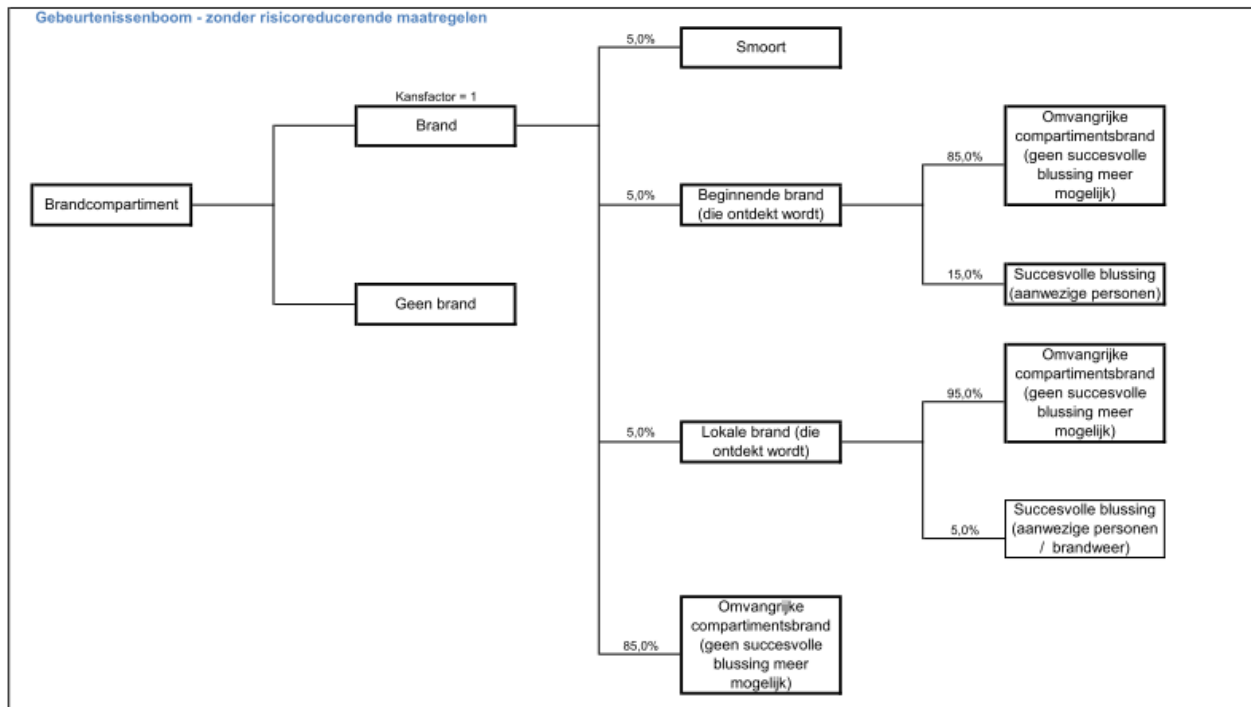 Gebeurtenissenboom - zonder risicoreducerende maatregelen
5,0%
Smoort
Kansfactor = 1
Brand
Omvangrijke
compartimentsbrand
(geen succesvolle
blussing meer
mogelijk)
85,0%
Brandcompartiment
5,0%
Beginnende brand
(die ontdekt wordt)
15,0%
Succesvolle blussing
(aanwezige personen)
Geen brand
Omvangrijke
compartimentsbrand
(geen succesvolle
blussing meer
mogelijk)
95,0%
5,0%
Lokale brand (die
ontdekt wordt)
5,0%
Succesvolle blussing
(aanwezige personen
/ brandweer)
85,0%
Omvangrijke
compartimentsbrand
(geen succesvolle
blussing meer
mogelijk)